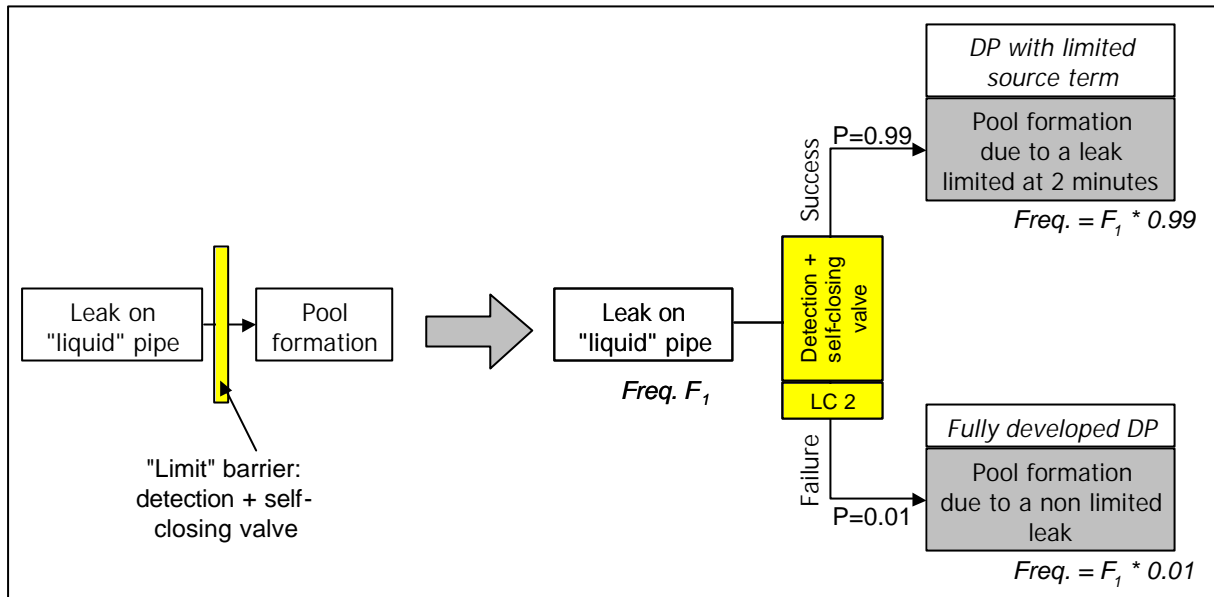 Leak on
"liquid" pipe
Pool
formation
"Limit" barrier:
detection + self-
closing valve
Leak on
"liquid" pipe
Freq. F1
Detection +
self-closing
valve
LC 2
Success
P=0.99
DP with limited
source term
Pool formation
due to a leak
limited at 2 minutes
Freq. = F1 * 0.99
Failure
P=0.01
Fully developed DP
Pool formation
due to a non limited
leak
Freq. = F1 * 0.01